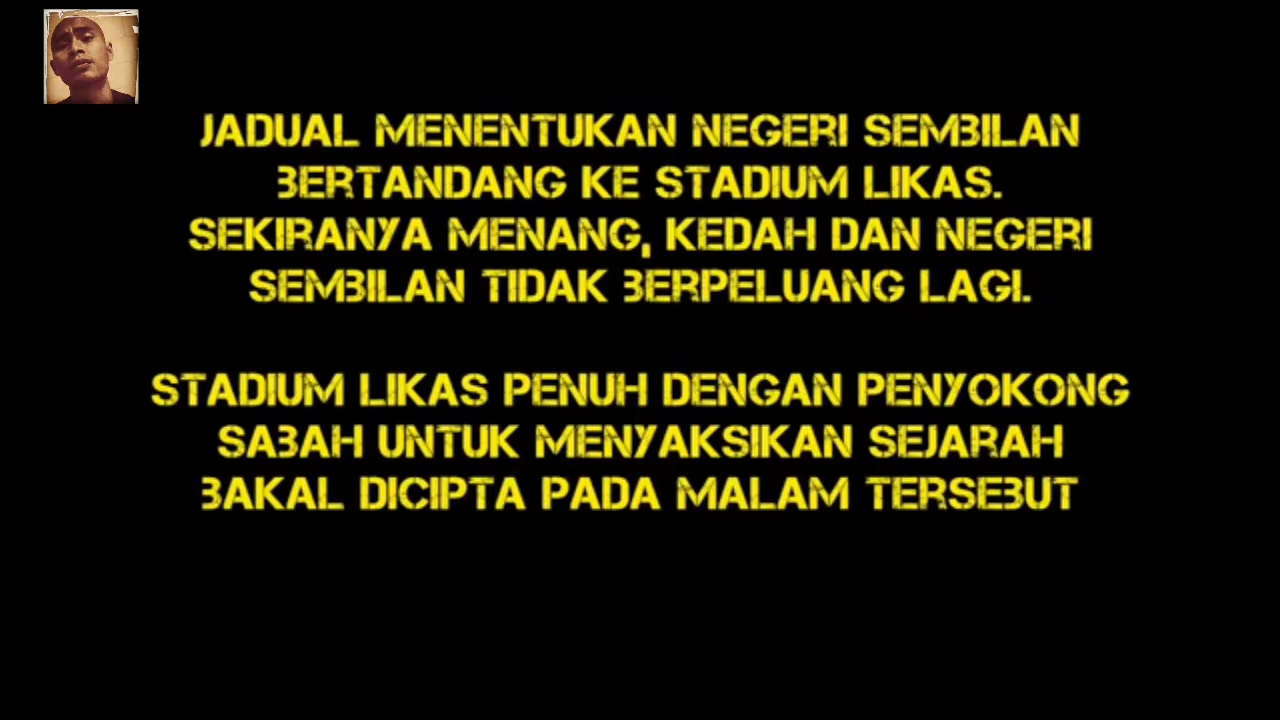 JADUAL MENENTUKAN NEGERI SEMBILAN
BERTANDANG KE STADIUM LIKAS.
SEKIRANYA MENANG, KEDAH DAN NEGERI
SEMBILAN TIDAK BERPELUANG LAGI.
STADIUM LIKAS PENUH DENGAN PENYOKONG
SABAH UNTUK MENYAKSIKAN SEJARAH
BAKAL DICIPTA PADA MALAM TERSEBUT